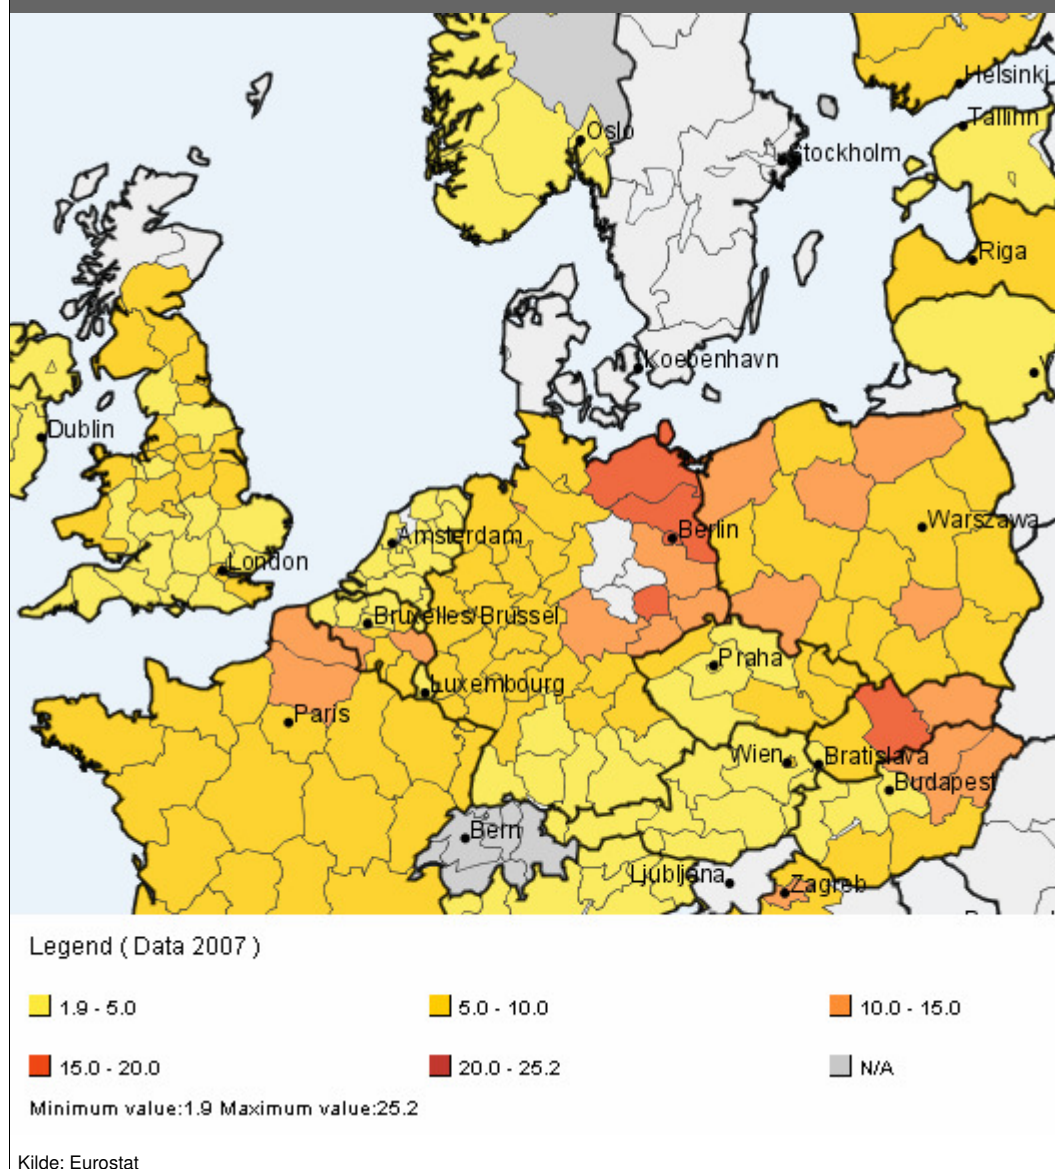 Helsinki
Tallinn
Oslo
Stockholm
Riga
Koebenhavn
V
Dublin
Warszawa
Amsterdam
Berlin
London
Bruxelles/Brussel
Praha
Luxembourg
Paris
Wien
Bratislava
Budapest
Bern
Ljubljana
Zagreb
Legend ( Data 2007 )
1.9 - 5.0
5.0 - 10.0
10.0 - 15.0
15.0 - 20.0
20.0 - 25.2
N/A
Minimum value:1.9 Maximum value:25.2
Kilde: Eurostat